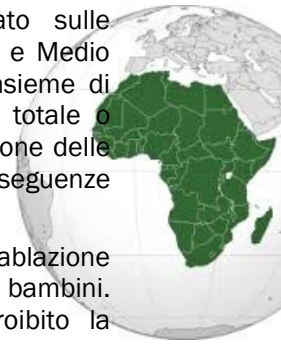 ato sulle
e Medio
nsieme di
totale o
one delle
seguenze
ablazione
bambini.
roibito la